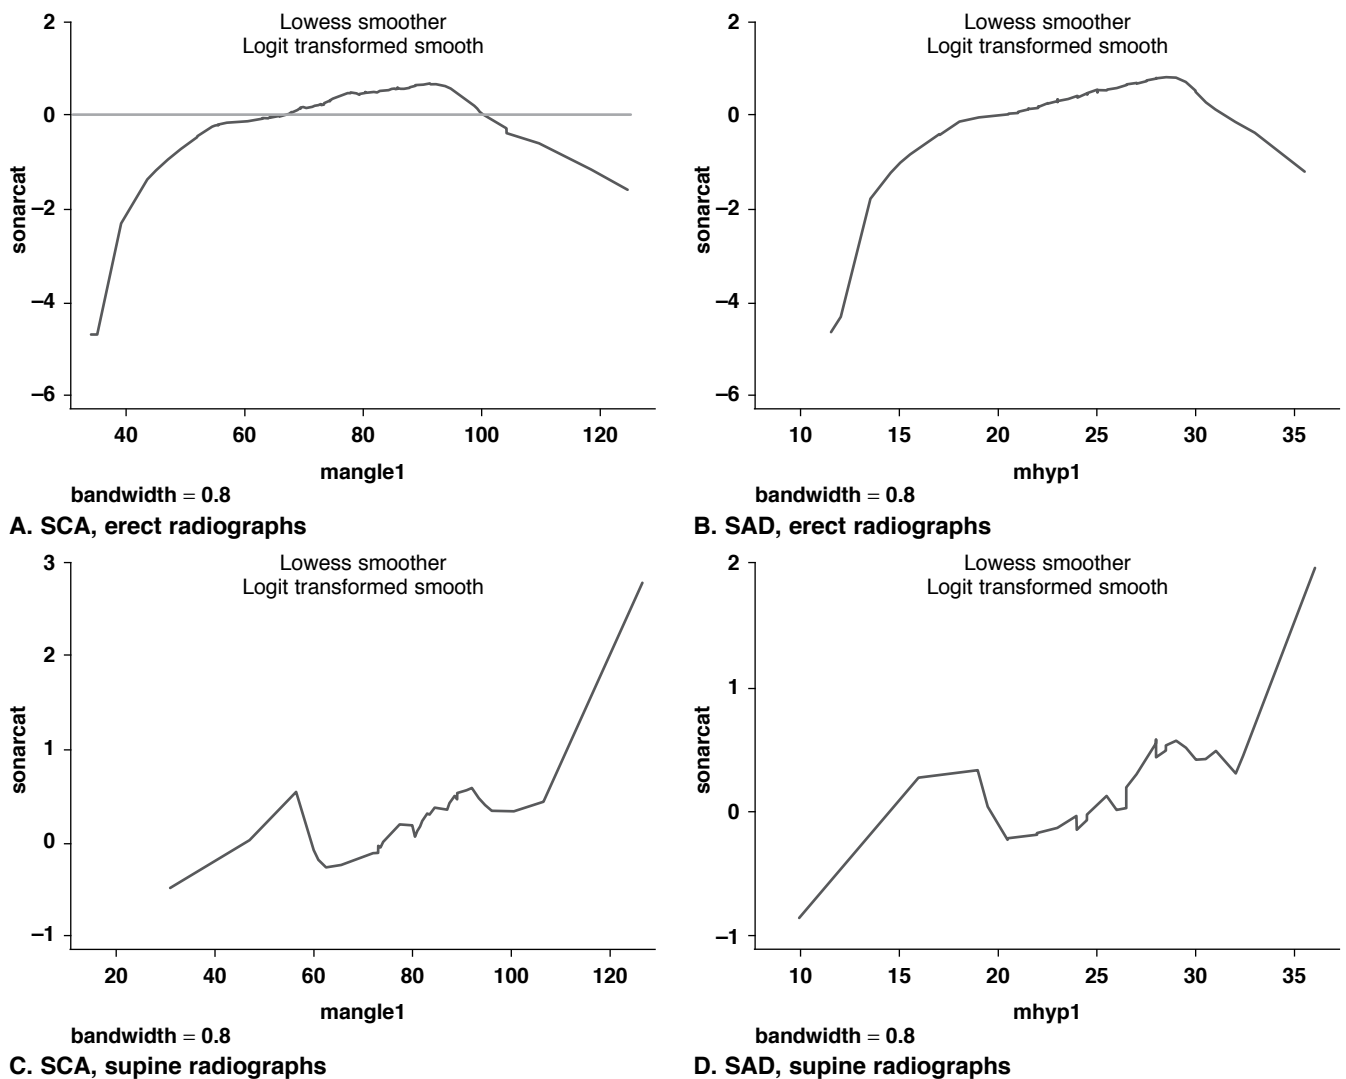 Lowess smoother
Logit transformed smooth
2
0
–2
–4
–6
sonarcat
40 60 80 100 120
mangle1
bandwidth = 0.8
A. SCA, erect radiographs
Lowess smoother
Logit transformed smooth
2
0
–2
–4
–6
sonarcat
10 15 20 25 30 35
mhyp1
bandwidth = 0.8
B. SAD, erect radiographs
Lowess smoother
Logit transformed smooth
3
2
1
0
–1
sonarcat
20 40 60 80 100 120
mangle1
bandwidth = 0.8
C. SCA, supine radiographs
Lowess smoother
Logit transformed smooth
2
1
0
–1
sonarcat
10 15 20 25 30 35
mhyp1
bandwidth = 0.8
D. SAD, supine radiographs